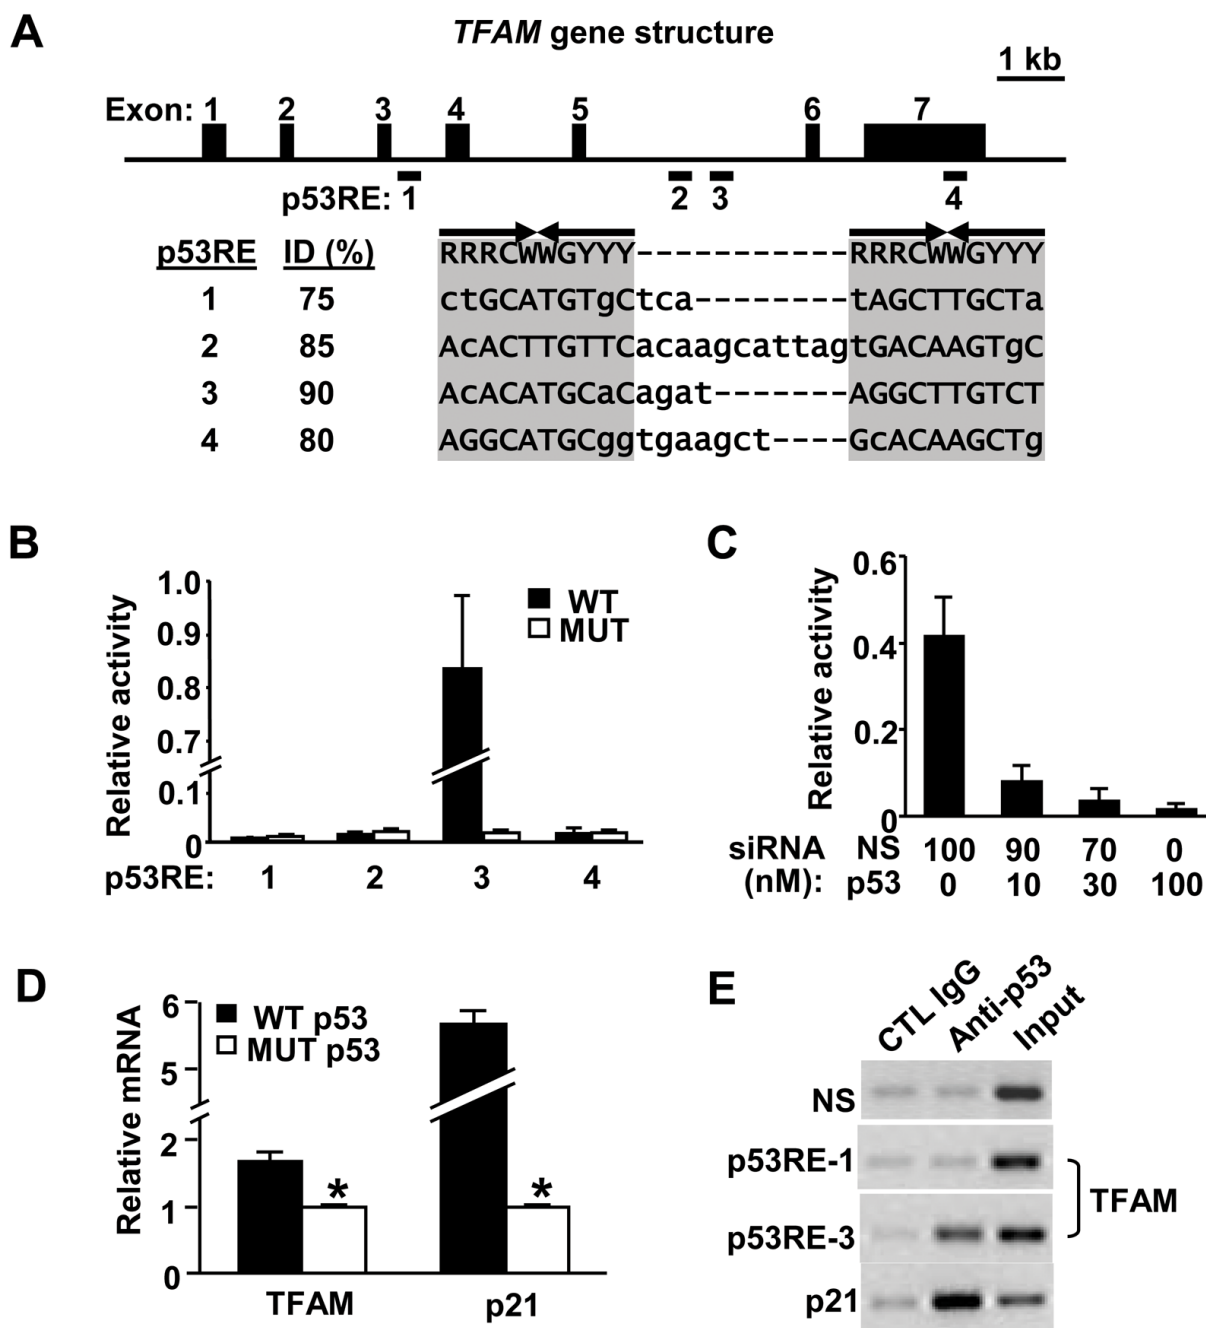 A
TFAM gene structure
1 kb
Exon: 1 2 3 4 5 6 7
p53RE: 1 2 3 4
p53RE ID (%) RRRCWWGYYY------------RRRCWWGYYY
1 75 ctGCATGTgCtca---------tAGCTTGCTa
2 85 AcACTTGTTCacaagcattagtGACAAGTgC
3 90 AcACATGCaCagat--------AGGCTTGTCT
4 80 AGGCATGCggtgaagct----GcACAAGCTg
B
Relative activity
1.0
0.9
0.8
0.7
0.1
0
WT
MUT
p53RE: 1 2 3 4
C
Relative activity
0.6
0.4
0.2
0
siRNA NS 100 90 70 0
(nM): p53 0 10 30 100
D
Relative mRNA
6
5
2
1
0
WT p53
MUT p53
* *
TFAM p21
E
CTL IgG Anti-p53 Input
NS
p53RE-1
p53RE-3
TFAM
p21